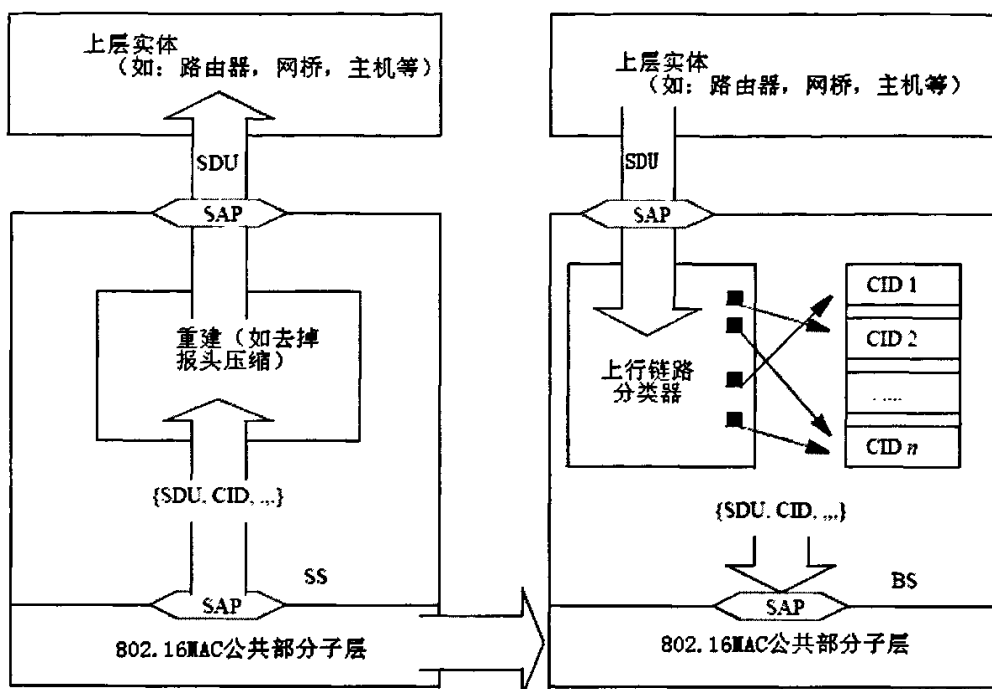 上层实体
(如：路由器，网桥，主机等)
SDU
SAP
重建（如去掉
报头压缩）
{SDU, CID, ,,,}
SS
SAP
802.16MAC公共部分子层
上层实体
(如：路由器，网桥，主机等)
SDU
SAP
上行链路
分类器
CID 1
CID 2
.....
CID n
{SDU, CID, ,,,}
BS
SAP
802.16MAC公共部分子层